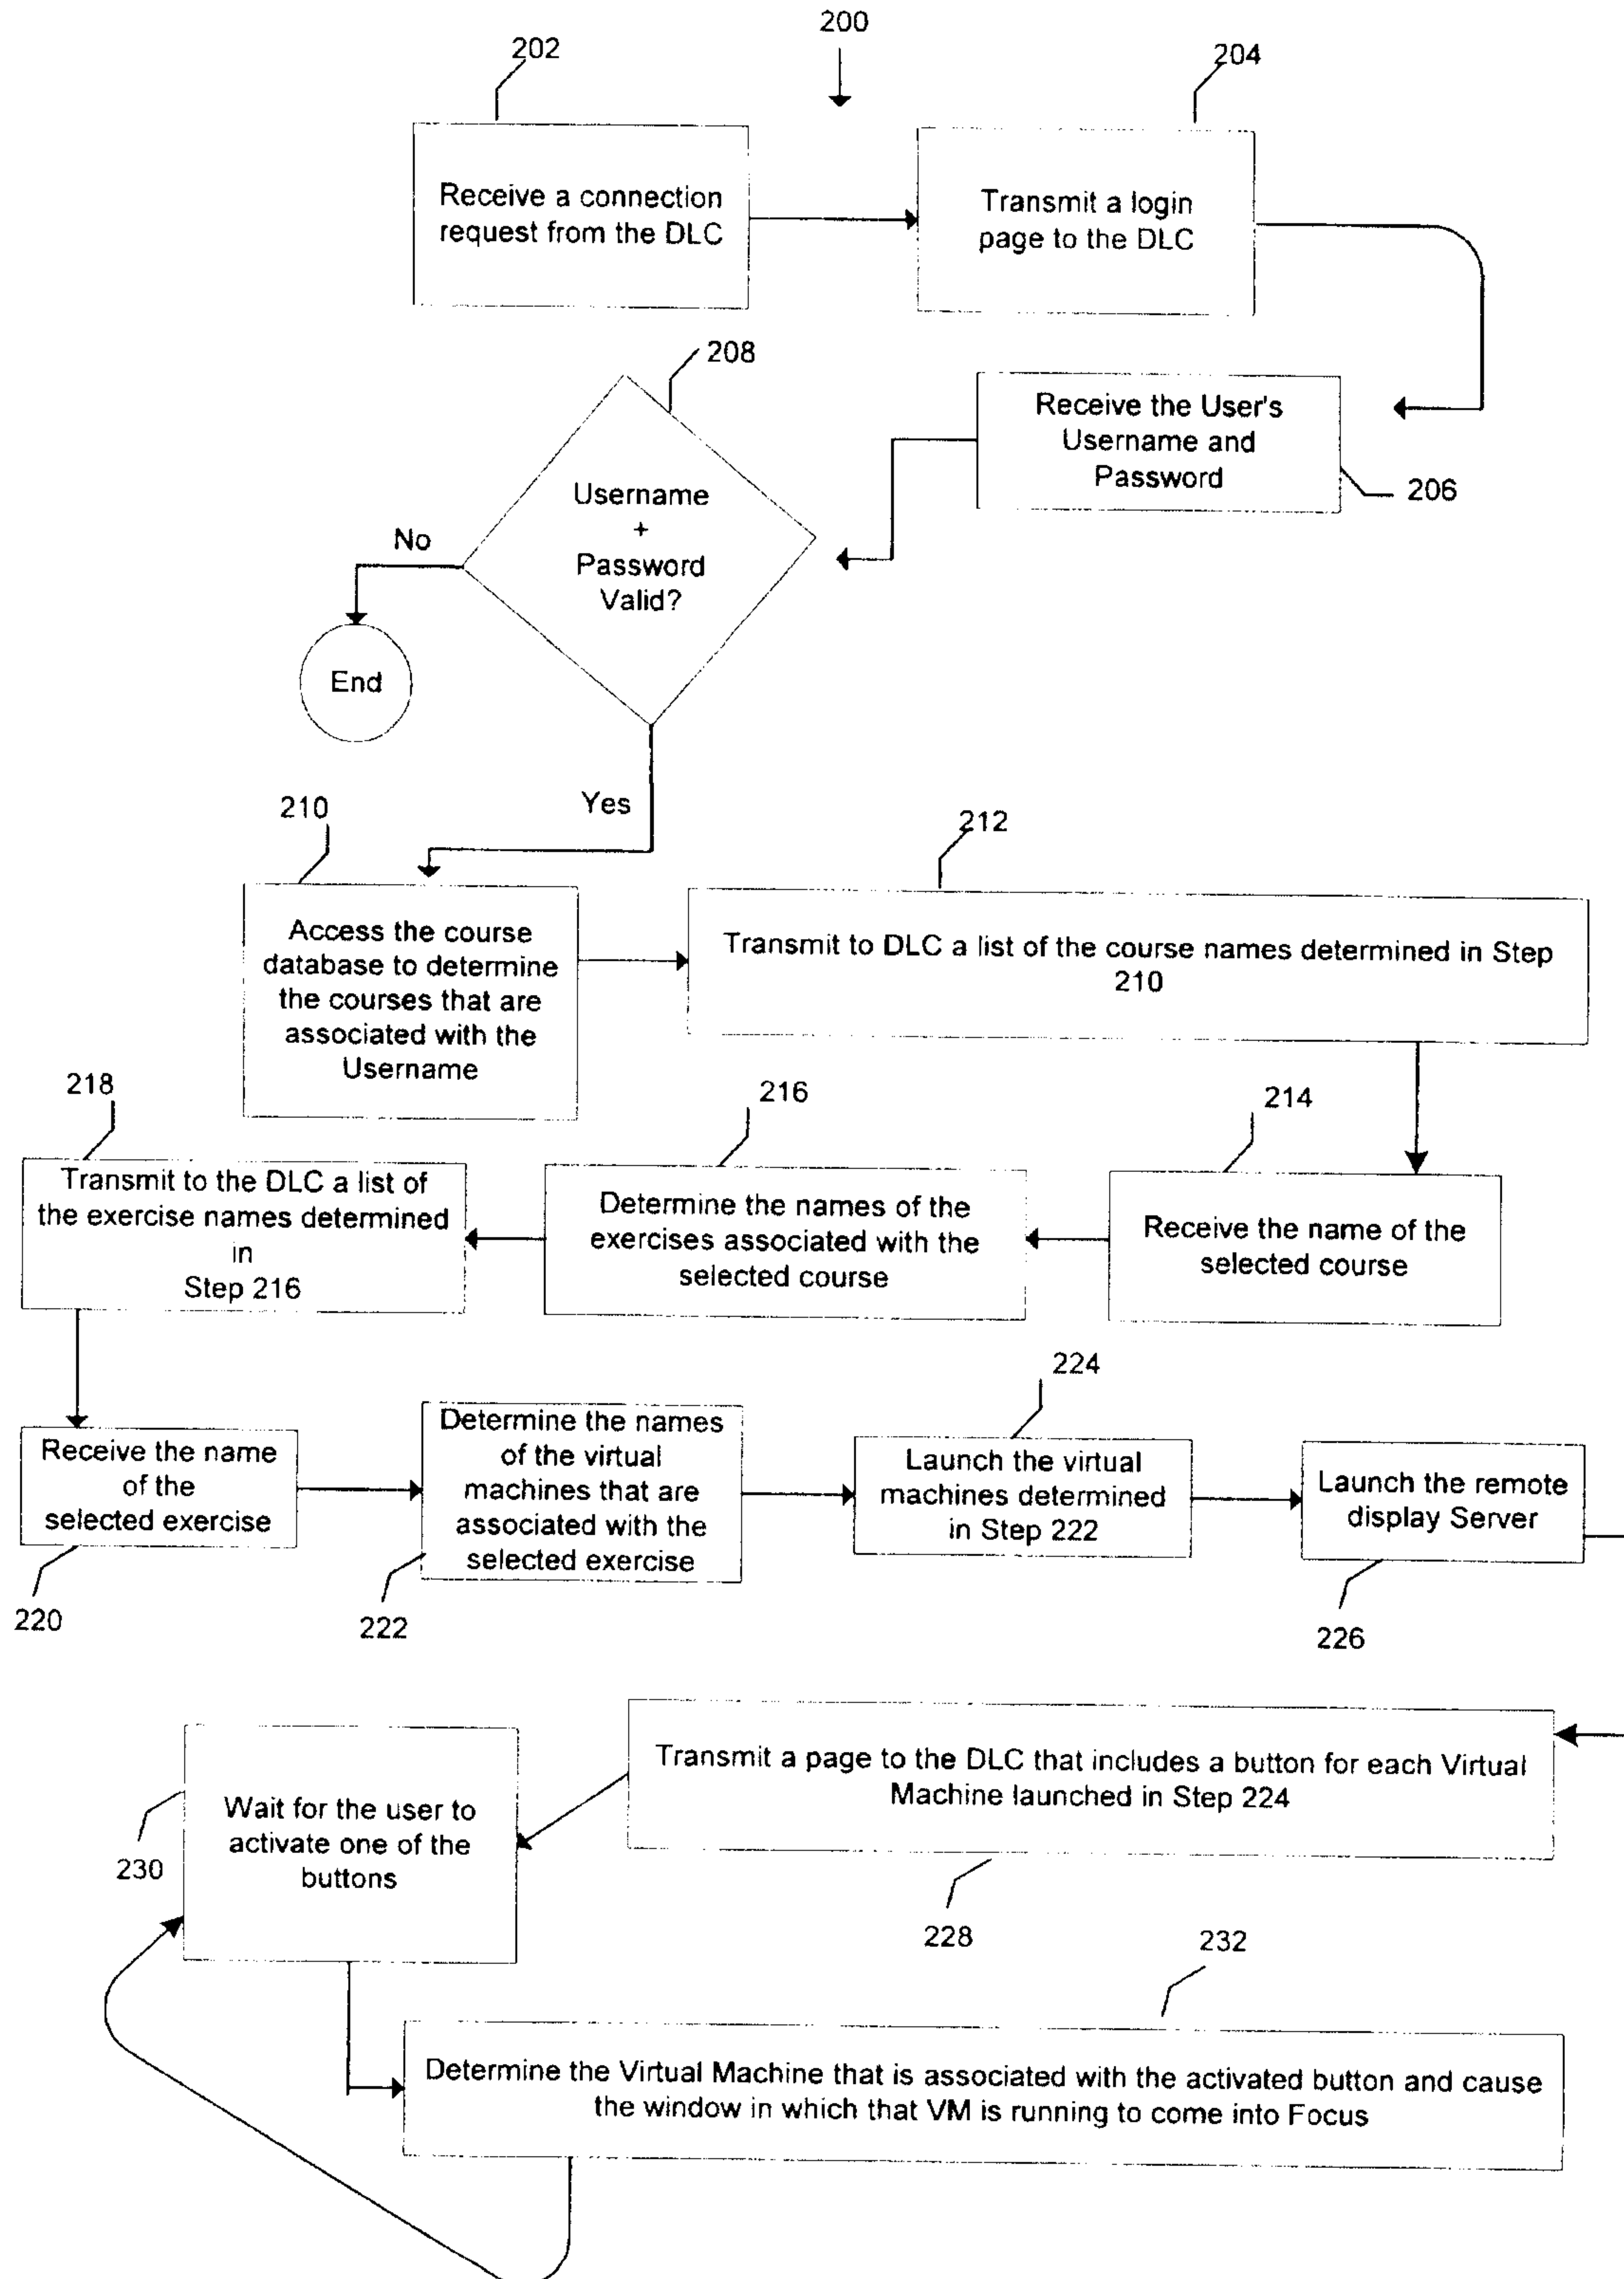 200
202
204
Receive a connection
request from the DLC
Transmit a login
page to the DLC
208
Receive the User's
Username and
Password
206
Username
+
Password
Valid?
No
End
Yes
210
212
Access the course
database to determine
the courses that are
associated with the
Username
Transmit to DLC a list of the course names determined in Step
210
218
216
214
Transmit to the DLC a list of
the exercise names determined
in
Step 216
Determine the names of the
exercises associated with the
selected course
Receive the name of the
selected course
224
Receive the name
of the
selected exercise
Determine the names
of the virtual
machines that are
associated with the
selected exercise
Launch the virtual
machines determined
in Step 222
Launch the remote
display Server
220
222
226
Transmit a page to the DLC that includes a button for each Virtual
Machine launched in Step 224
Wait for the user to
activate one of the
buttons
230
228
232
Determine the Virtual Machine that is associated with the activated button and cause
the window in which that VM is running to come into Focus